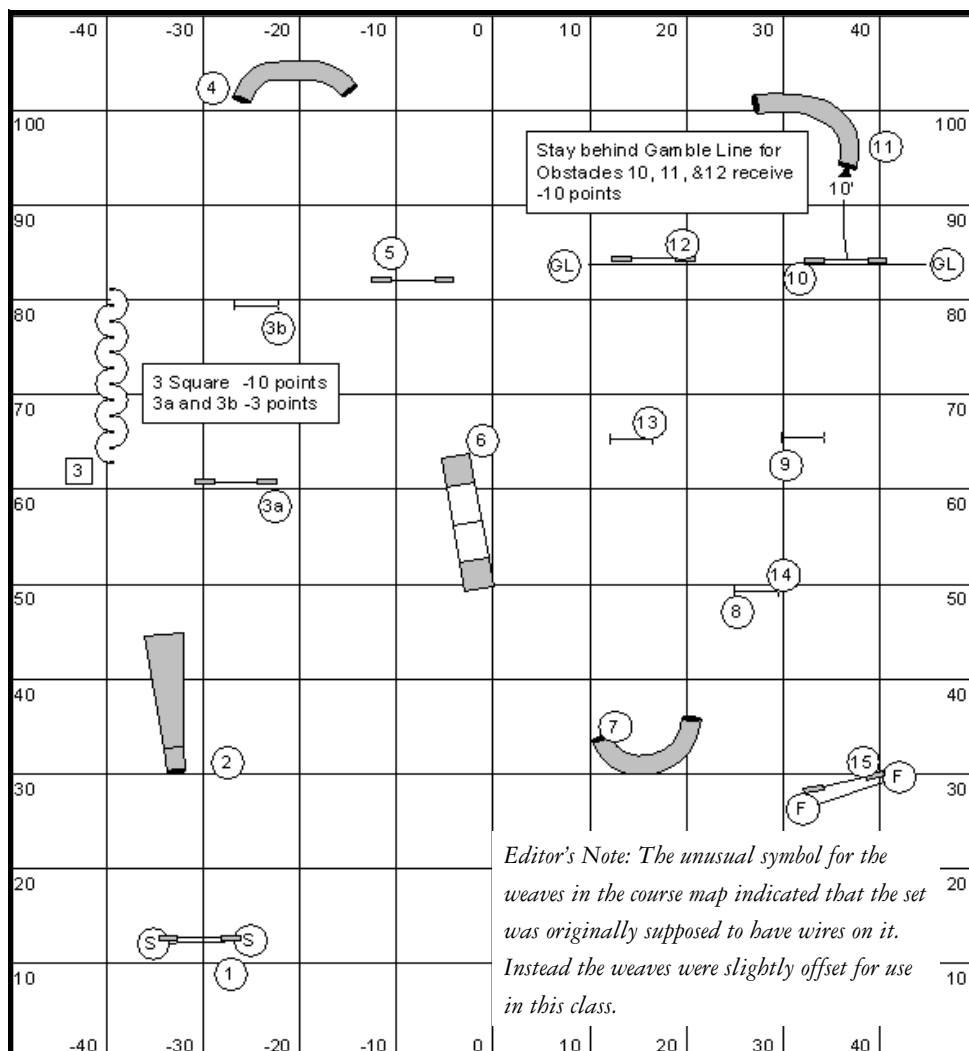 -40 -30 -20 -10 0 10 20 30 40
4
100 100
11
Stay behind Gamble Line for
Obstacles 10, 11, &12 receive
-10 points
10'
90 90
5
12
GL GL
10
80 80
3b
3 Square -10 points
3a and 3b -3 points
70 70
13
6
9
3
60 60
3a
14
50 50
8
40 40
7
2
15
30 30
F
F
Editor's Note: The unusual symbol for the
weaves in the course map indicated that the set
was originally supposed to have wires on it.
Instead the weaves were slightly offset for use
in this class.
20 20
S S
1
10 10
-40 -30 -20 -10 0 10 20 30 40